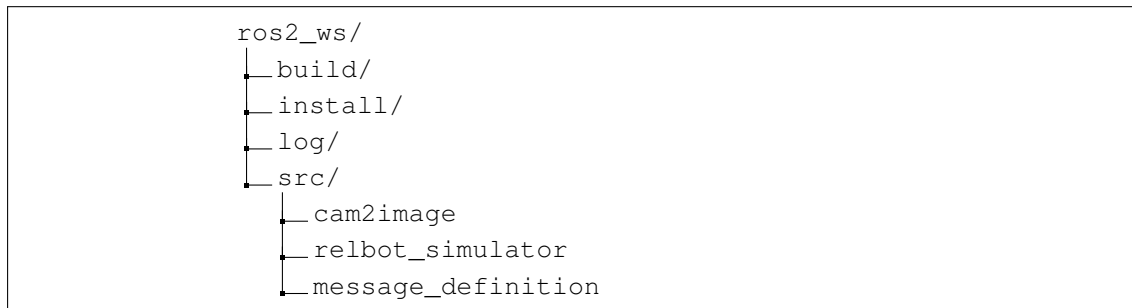 ros2_ws/
build/
install/
log/
src/
cam2image
relbot_simulator
message_definition